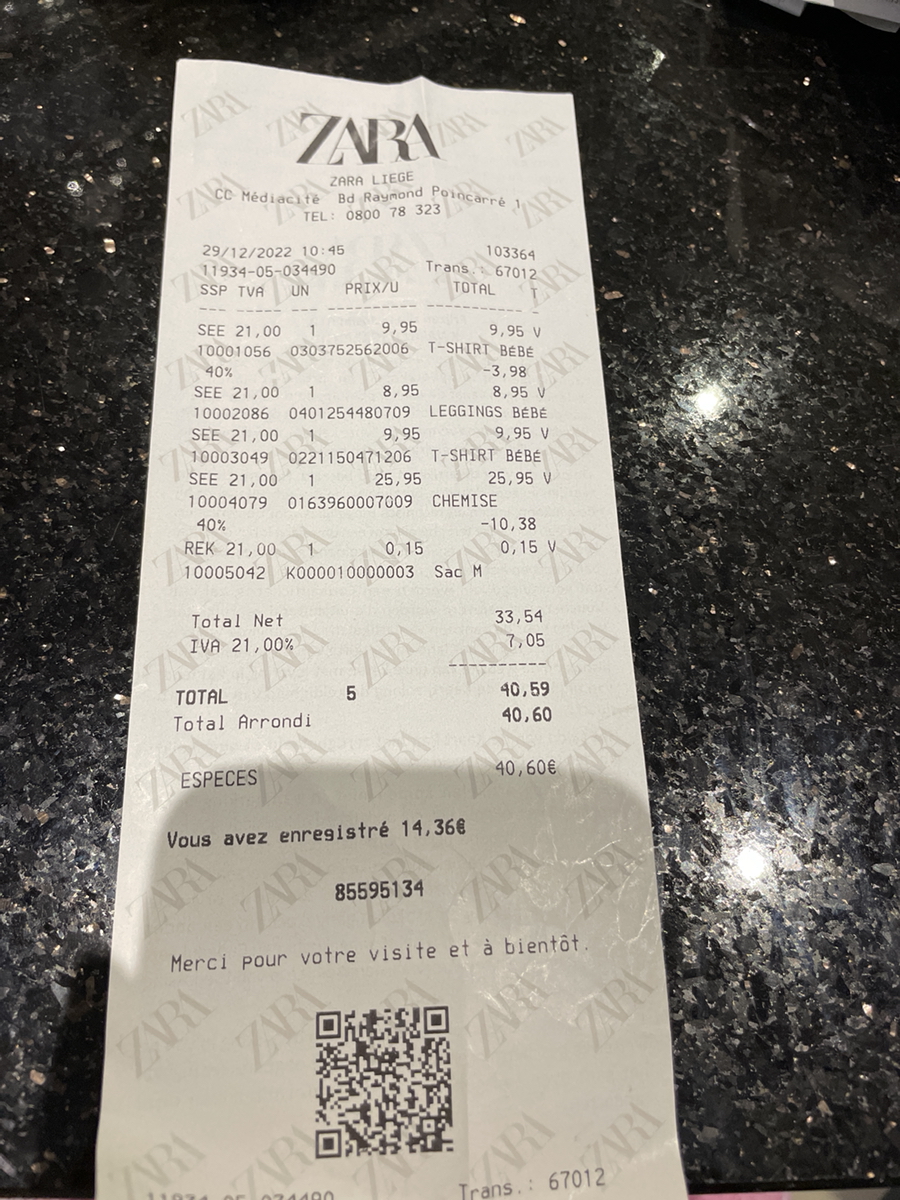 ZARA
ZARA LIEGE
CC Médiacité Bd Raymond Poincarré 1
TEL: 0800 78 323
29/12/2022 10:45 103364
11934-05-034490 Trans.: 67012
SSP TVA UN PRIX/U TOTAL T
SEE 21,00 1 9,95 9,95 V
10001056 0303752562006 T-SHIRT BÉBÉ
40% -3,98
SEE 21,00 1 8,95 8,95 V
10002086 0401254480709 LEGGINGS BÉBÉ
SEE 21,00 1 9,95 9,95 V
10003049 0221150471206 T-SHIRT BÉBÉ
SEE 21,00 1 25,95 25,95 V
10004079 0163960007009 CHEMISE
40% -10,38
REK 21,00 1 0,15 0,15 V
10005042 K000010000003 Sac M
Total Net 33,54
IVA 21,00% 7,05
TOTAL 5 40,59
Total Arrondi 40,60
ESPECES 40,60€
Vous avez enregistré 14,36€
85595134
Merci pour votre visite et à bientôt.
11934-05-034490 Trans.: 67012